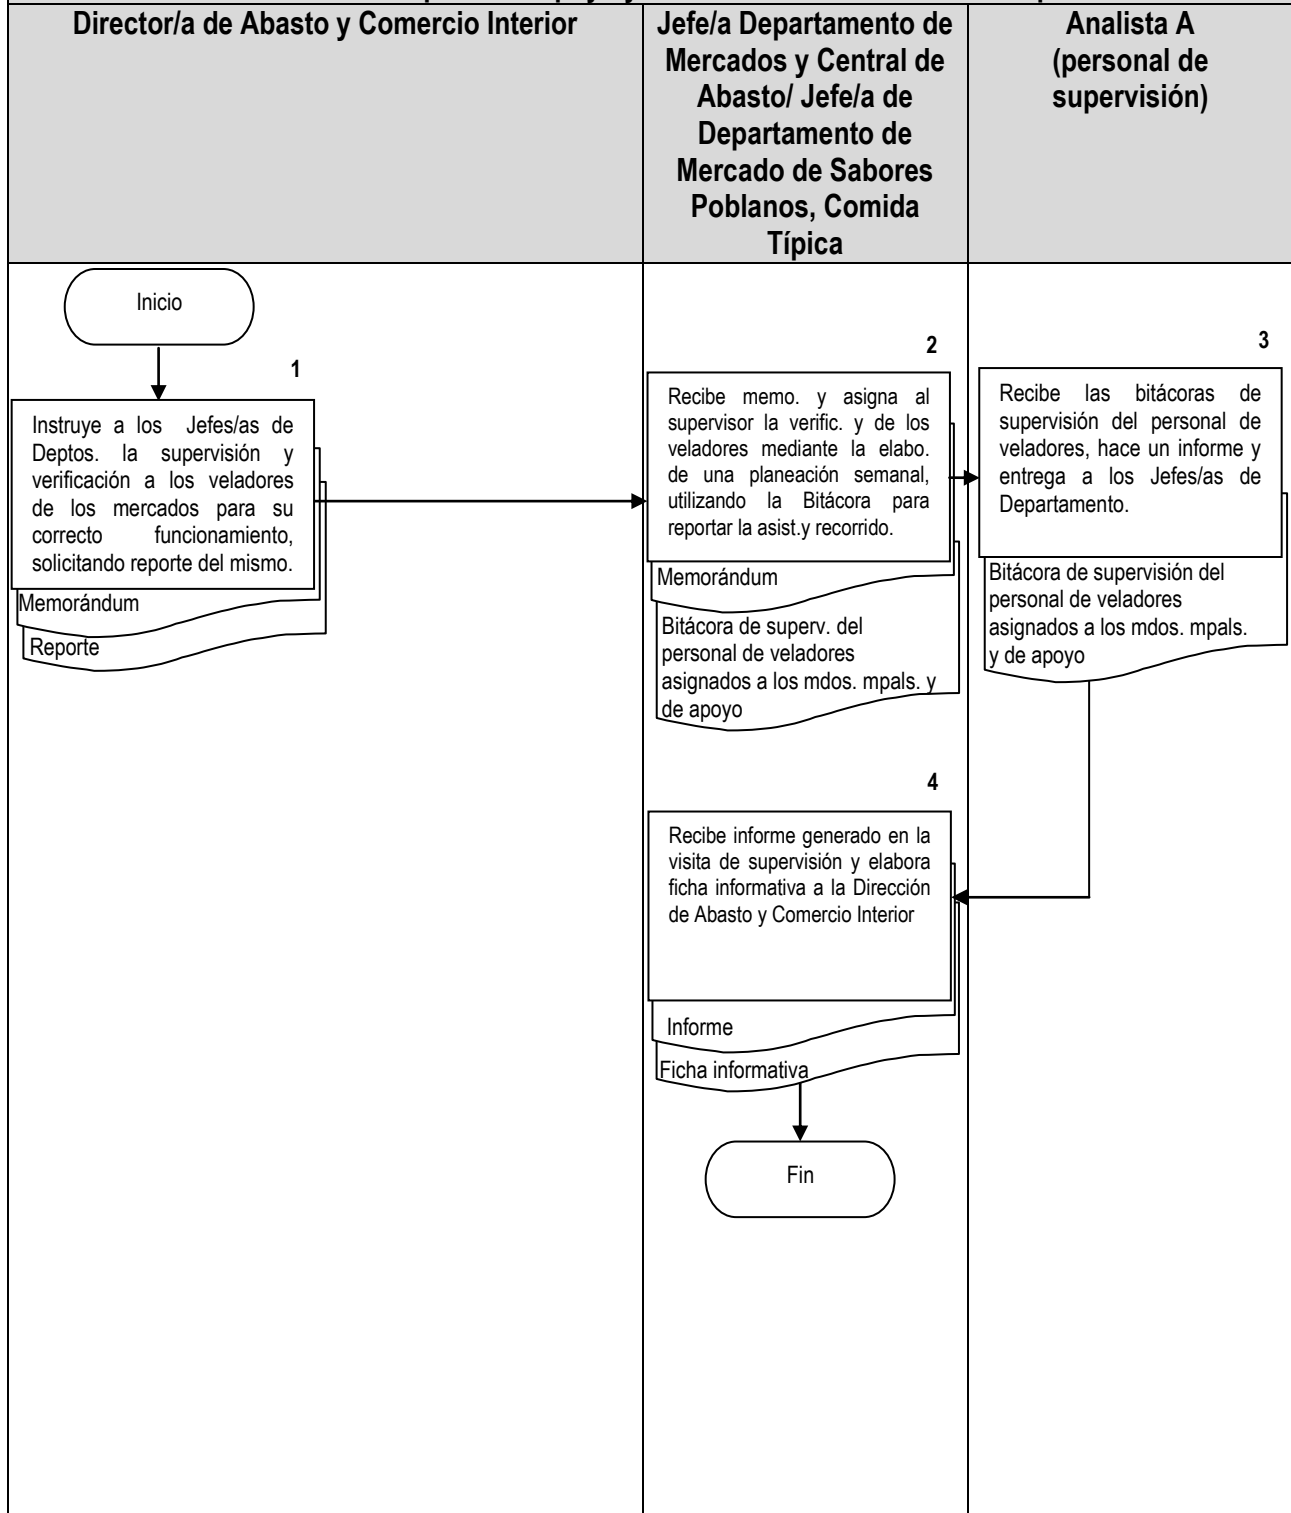 Director/a de Abasto y Comercio Interior
Jefe/a Departamento de
Mercados y Central de
Abasto/ Jefe/a de
Departamento de
Mercado de Sabores
Poblanos, Comida
Típica
Analista A
(personal de
supervisión)
Inicio
1
Instruye a los Jefes/as de
Deptos. la supervisión y
verificación a los veladores
de los mercados para su
correcto funcionamiento,
solicitando reporte del mismo.
Memorándum
Reporte
2
Recibe memo. y asigna al
supervisor la verific. y de los
veladores mediante la elabo.
de una planeación semanal,
utilizando la Bitácora para
reportar la asist.y recorrido.
Memorándum
Bitácora de superv. del
personal de veladores
asignados a los mdos. mpals. y
de apoyo
3
Recibe las bitácoras de
supervisión del personal de
veladores, hace un informe y
entrega a los Jefes/as de
Departamento.
Bitácora de supervisión del
personal de veladores
asignados a los mdos. mpals.
y de apoyo
4
Recibe informe generado en la
visita de supervisión y elabora
ficha informativa a la Dirección
de Abasto y Comercio Interior
Informe
Ficha informativa
Fin